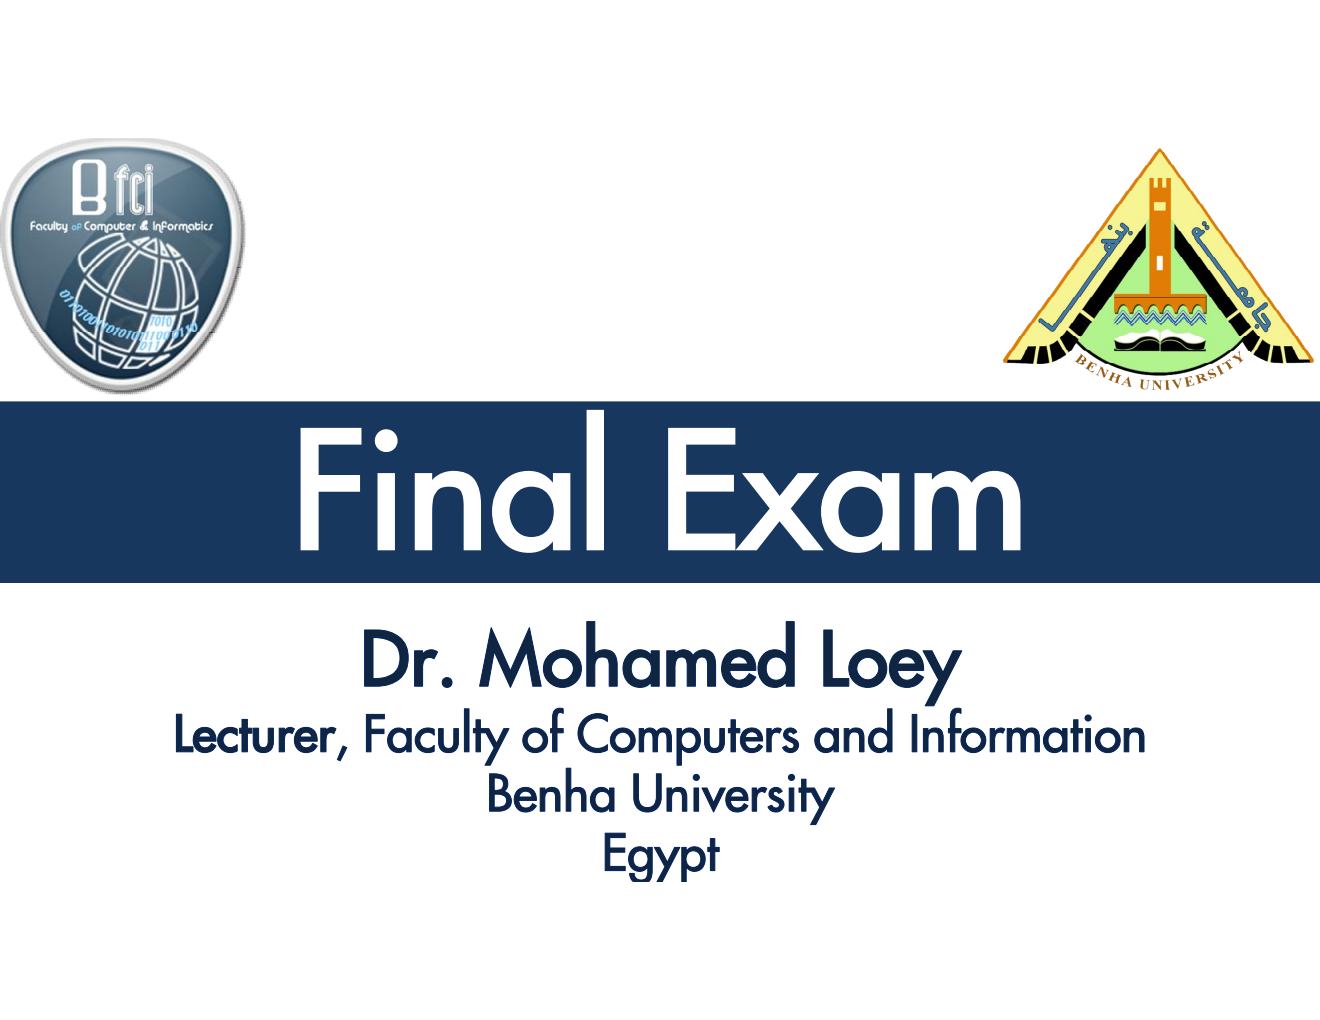 B fci
Faculty of Computer & Informatics
جامعة
بنها
BENHA UNIVERSITY
Final Exam
Dr. Mohamed Loey
Lecturer, Faculty of Computers and Information
Benha University
Egypt